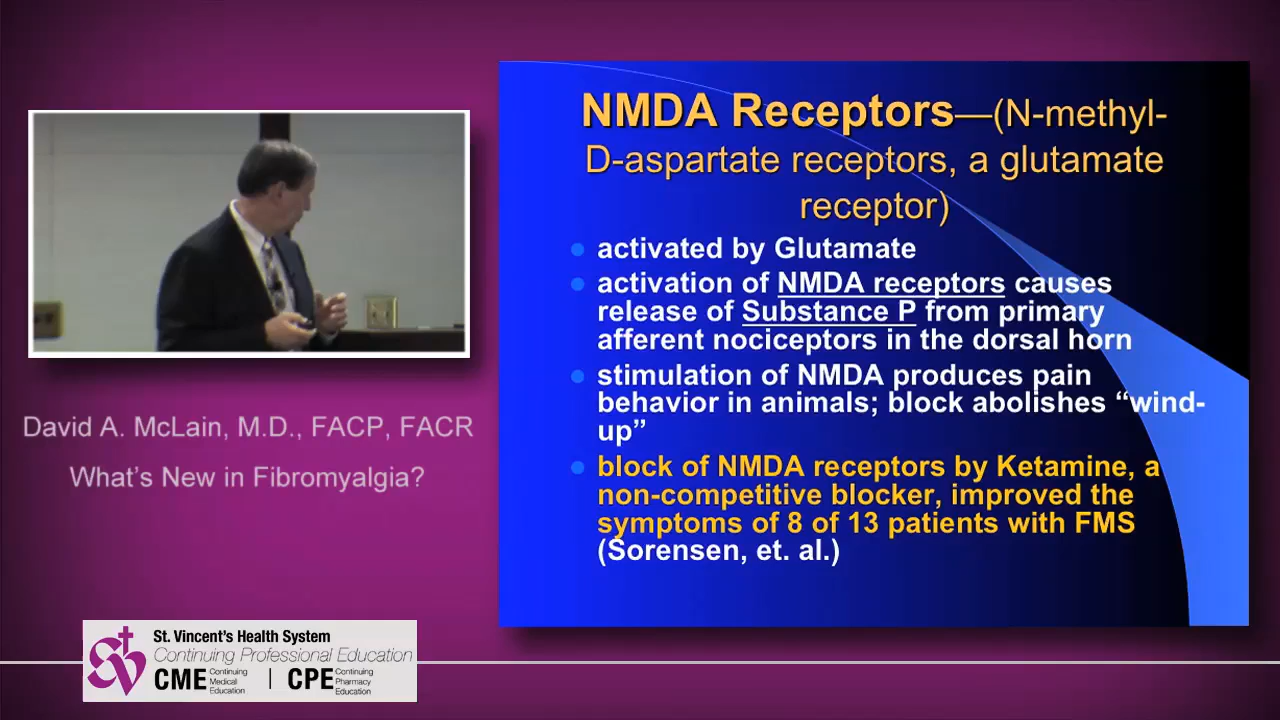 NMDA Receptors—(N-methyl-
D-aspartate receptors, a glutamate
receptor)
activated by Glutamate
activation of NMDA receptors causes
release of Substance P from primary
afferent nociceptors in the dorsal horn
stimulation of NMDA produces pain
behavior in animals; block abolishes “wind-
up”
block of NMDA receptors by Ketamine, a
non-competitive blocker, improved the
symptoms of 8 of 13 patients with FMS
(Sorensen, et. al.)
David A. McLain, M.D., FACP, FACR
What’s New in Fibromyalgia?
St. Vincent’s Health System
Continuing Professional Education
CME Continuing Medical Education | CPE Continuing Pharmacy Education